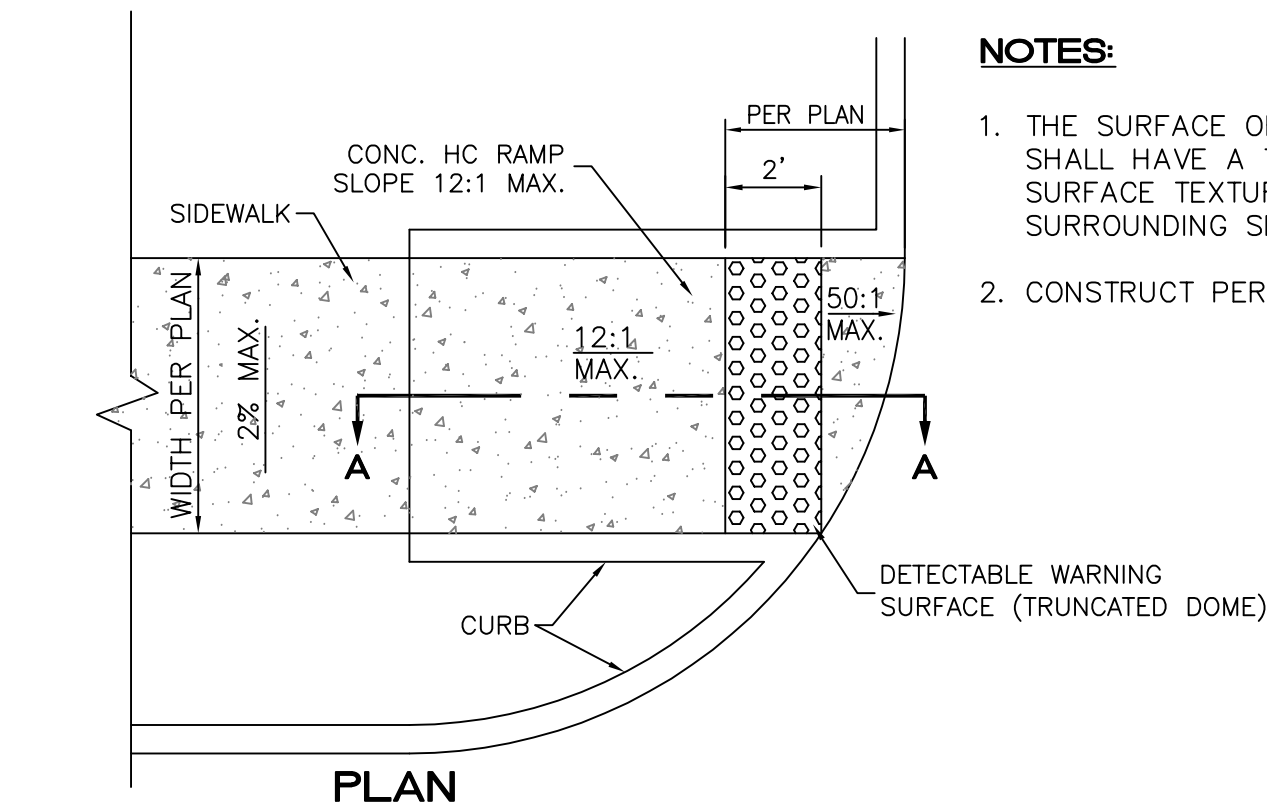 NOTES:
PER PLAN
1. THE SURFACE
SHALL HAVE A
SURFACE
SURROUNDING
CONC. HC RAMP
SLOPE 12:1 MAX.
2'
SIDEWALK
2. CONSTRUCT PER
WIDTH PER PLAN
2% MAX.
12:1
MAX.
50:1
MAX.
A
A
DETECTABLE WARNING
SURFACE (TRUNCATED DOME)
CURB
PLAN